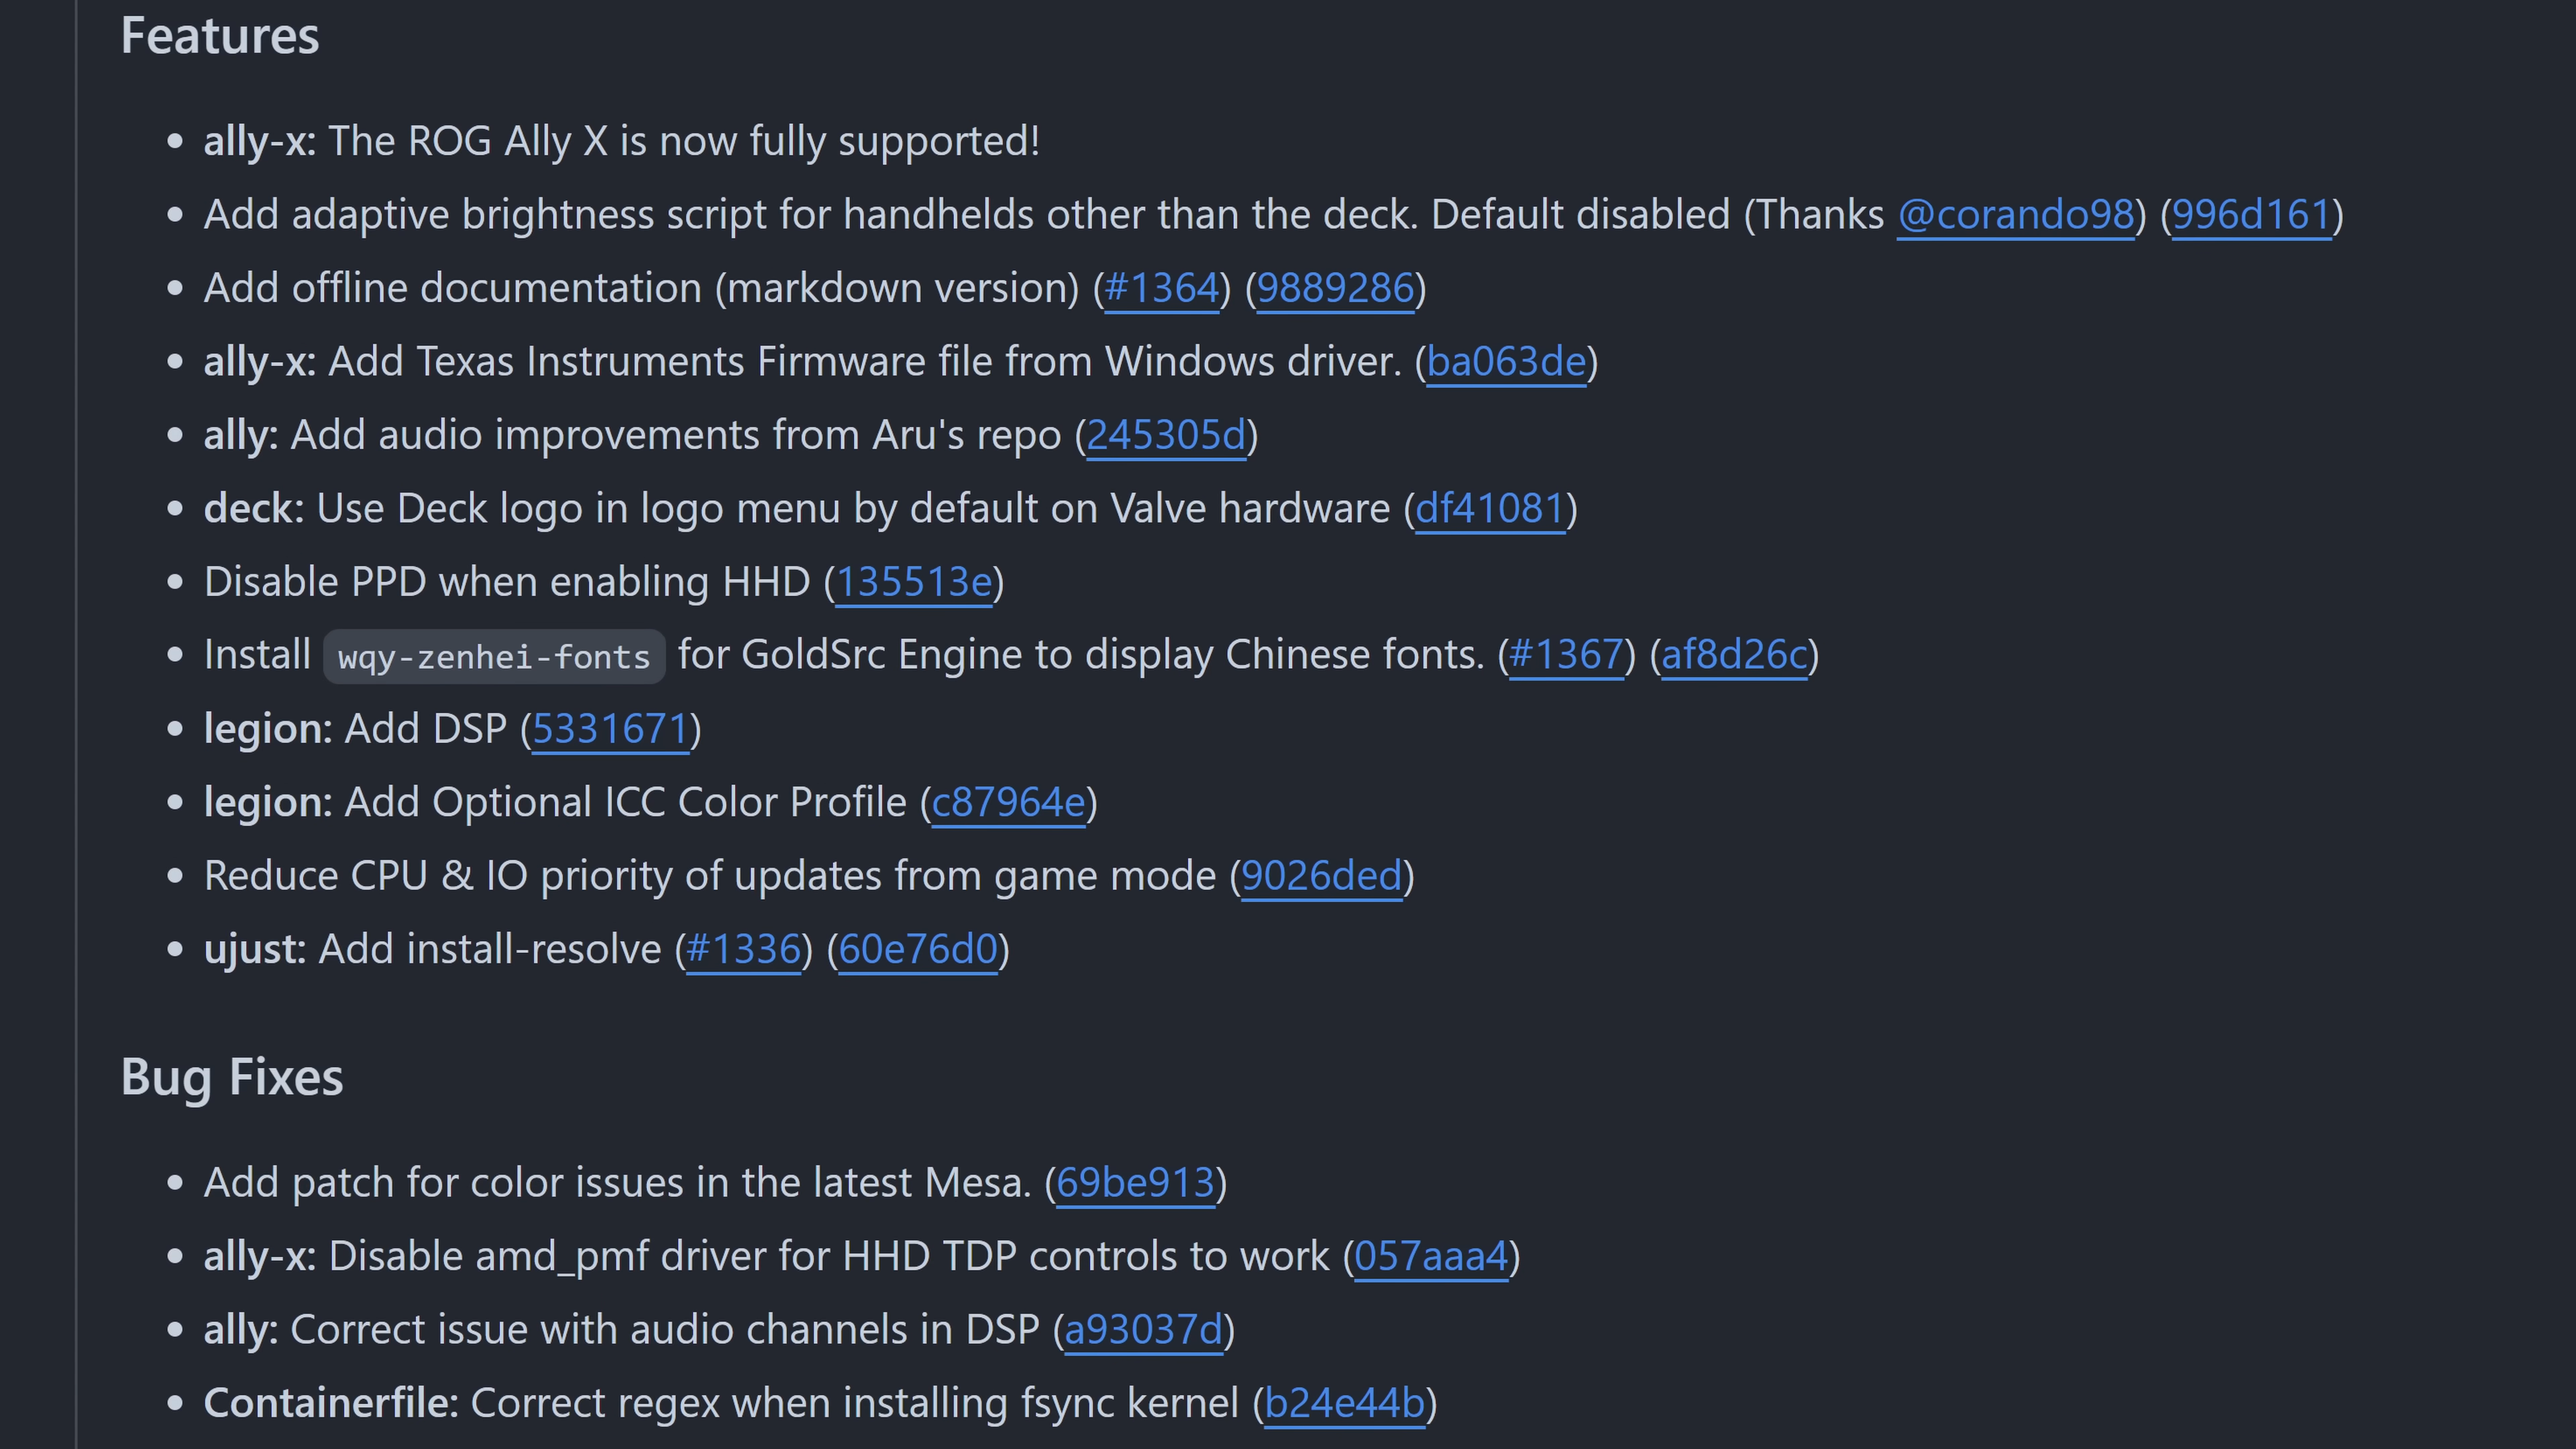 Features
ally-x: The ROG Ally X is now fully supported!
Add adaptive brightness script for handhelds other than the deck. Default disabled (Thanks @corando98) (996d161)
Add offline documentation (markdown version) (#1364) (9889286)
ally-x: Add Texas Instruments Firmware file from Windows driver. (ba063de)
ally: Add audio improvements from Aru's repo (245305d)
deck: Use Deck logo in logo menu by default on Valve hardware (df41081)
Disable PPD when enabling HHD (135513e)
Install wqy-zenhei-fonts for GoldSrc Engine to display Chinese fonts. (#1367) (af8d26c)
legion: Add DSP (5331671)
legion: Add Optional ICC Color Profile (c87964e)
Reduce CPU & IO priority of updates from game mode (9026ded)
ujust: Add install-resolve (#1336) (60e76d0)
Bug Fixes
Add patch for color issues in the latest Mesa. (69be913)
ally-x: Disable amd_pmf driver for HHD TDP controls to work (057aaa4)
ally: Correct issue with audio channels in DSP (a93037d)
Containerfile: Correct regex when installing fsync kernel (b24e44b)